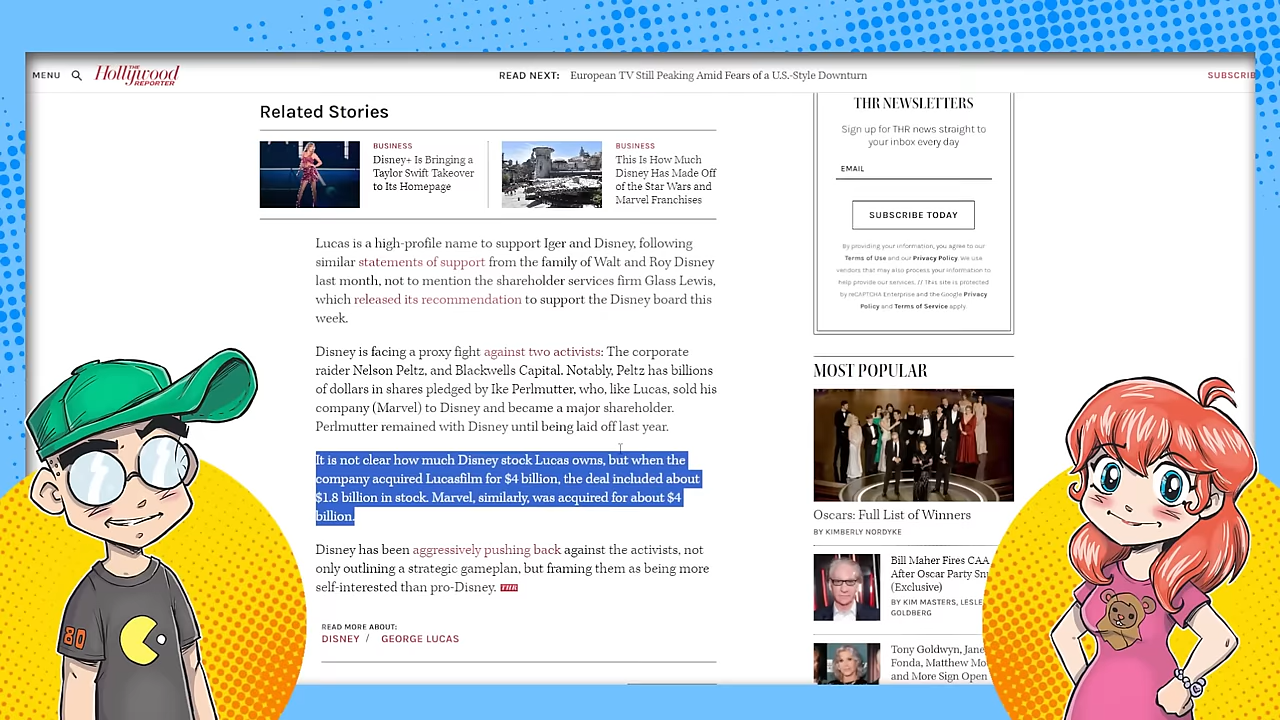 MENU
THE
Hollywood
REPORTER
READ NEXT: European TV Still Peaking Amid Fears of a U.S.-Style Downturn
SUBSCRIB
Related Stories
BUSINESS
Disney+ Is Bringing a
Taylor Swift Takeover
to Its Homepage
BUSINESS
This Is How Much
Disney Has Made Off
of the Star Wars and
Marvel Franchises
Lucas is a high-profile name to support Iger and Disney, following
similar statements of support from the family of Walt and Roy Disney
last month, not to mention the shareholder services firm Glass Lewis,
which released its recommendation to support the Disney board this
week.
Disney is facing a proxy fight against two activists: The corporate
raider Nelson Peltz, and Blackwells Capital. Notably, Peltz has billions
of dollars in shares pledged by Ike Perlmutter, who, like Lucas, sold his
company (Marvel) to Disney and became a major shareholder.
Perlmutter remained with Disney until being laid off last year.
It is not clear how much Disney stock Lucas owns, but when the
company acquired Lucasfilm for $4 billion, the deal included about
$1.8 billion in stock. Marvel, similarly, was acquired for about $4
billion.
Disney has been aggressively pushing back against the activists, not
only outlining a strategic gameplan, but framing them as being more
self-interested than pro-Disney. THR
READ MORE ABOUT:
DISNEY / GEORGE LUCAS
THR NEWSLETTERS
Sign up for THR news straight to
your inbox every day
EMAIL
SUBSCRIBE TODAY
By providing your information, you agree to our
Terms of Use and our Privacy Policy. We use
vendors that may also process your information to
help provide our services. // This site is protected
by reCAPTCHA Enterprise and the Google Privacy
Policy and Terms of Service apply.
MOST POPULAR
Oscars: Full List of Winners
BY KIMBERLY NORDYKE
Bill Maher Fires CAA
After Oscar Party Sn
(Exclusive)
BY KIM MASTERS, LESLE
GOLDBERG
Tony Goldwyn, Jane
Fonda, Matthew Mo
and More Sign Open
80